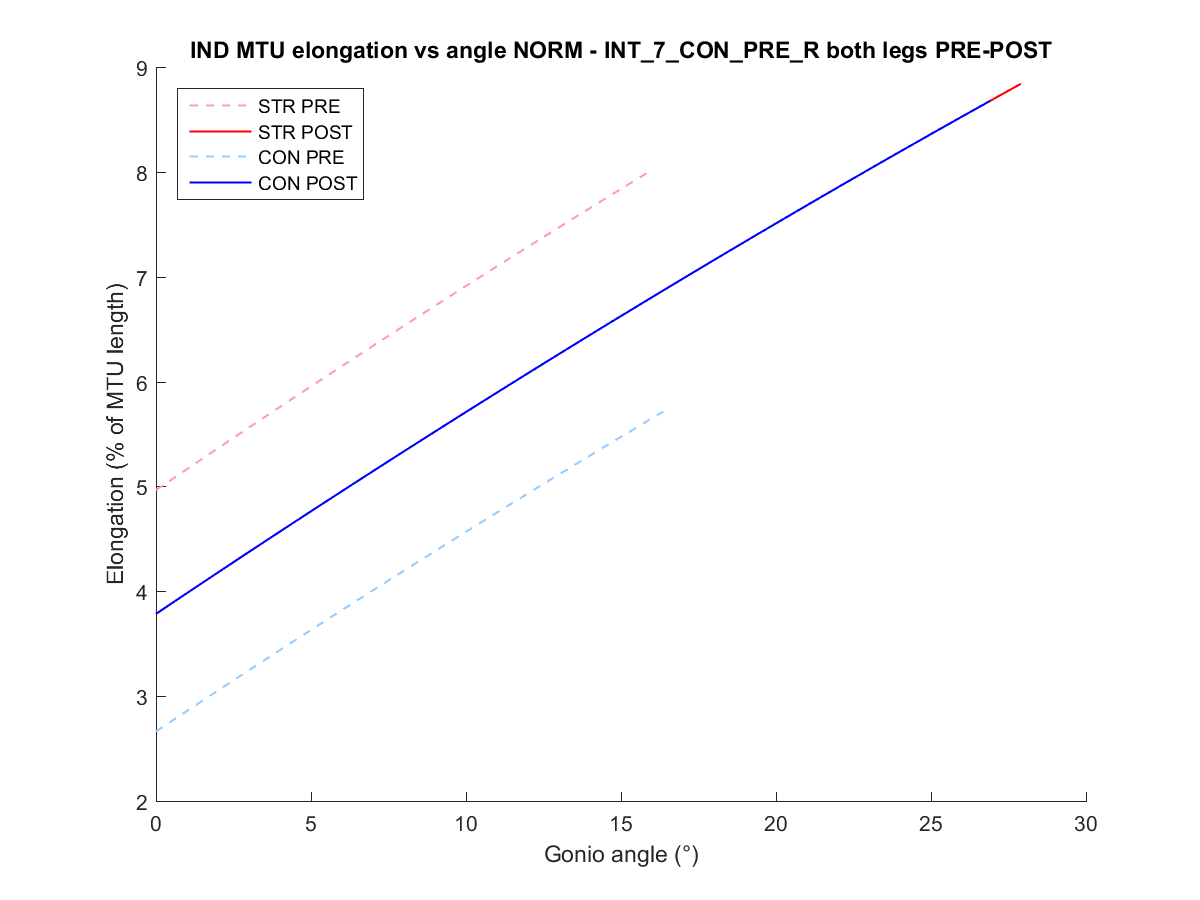 IND MTU elongation vs angle NORM - INT_7_CON_PRE_R both legs PRE-POST
STR PRE
STR POST
CON PRE
CON POST
Elongation (% of MTU length)
9
8
7
6
5
4
3
2
0 5 10 15 20 25 30
Gonio angle (°)